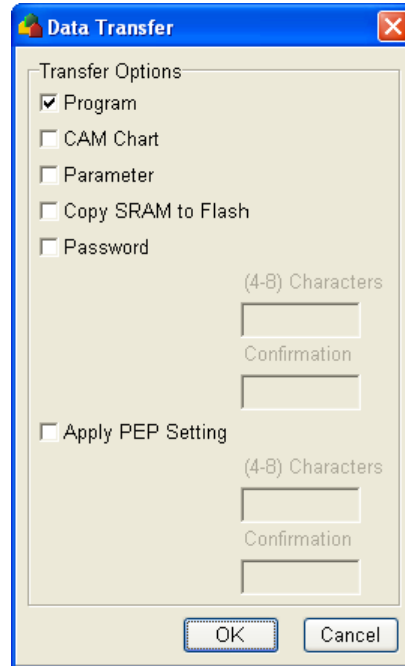 Data Transfer
Transfer Options
Program
CAM Chart
Parameter
Copy SRAM to Flash
Password
(4-8) Characters
Confirmation
Apply PEP Setting
(4-8) Characters
Confirmation
OK Cancel